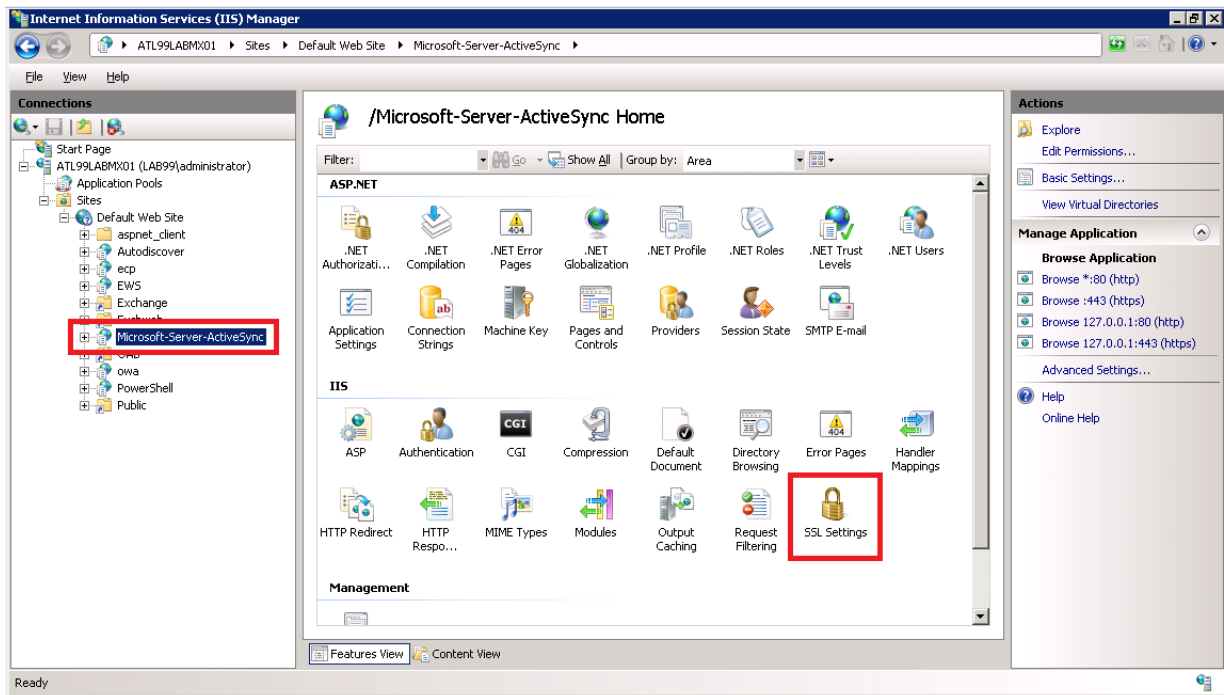 Internet Information Services (IIS) Manager
ATL99LABMX01 Sites Default Web Site Microsoft-Server-ActiveSync
File View Help
Connections
Start Page
ATL99LABMX01 (LAB99\administrator)
Application Pools
Sites
Default Web Site
aspnet_client
Autodiscover
ecp
EWS
Exchange
Microsoft-Server-ActiveSync
owa
PowerShell
Public
/Microsoft-Server-ActiveSync Home
Filter: Go Show All Group by: Area
ASP.NET
.NET Authorizati...
.NET Compilation
.NET Error Pages
.NET Globalization
.NET Profile
.NET Roles
.NET Trust Levels
.NET Users
Application Settings
Connection Strings
Machine Key
Pages and Controls
Providers
Session State
SMTP E-mail
IIS
ASP
Authentication
CGI
CGI
Compression
Default Document
Directory Browsing
404
Error Pages
Handler Mappings
HTTP Redirect
HTTP Respo...
MIME Types
Modules
Output Caching
Request Filtering
SSL Settings
Management
Features View Content View
Actions
Explore
Edit Permissions...
Basic Settings...
View Virtual Directories
Manage Application
Browse Application
Browse *:80 (http)
Browse :443 (https)
Browse 127.0.0.1:80 (http)
Browse 127.0.0.1:443 (https)
Advanced Settings...
Help
Online Help
Ready